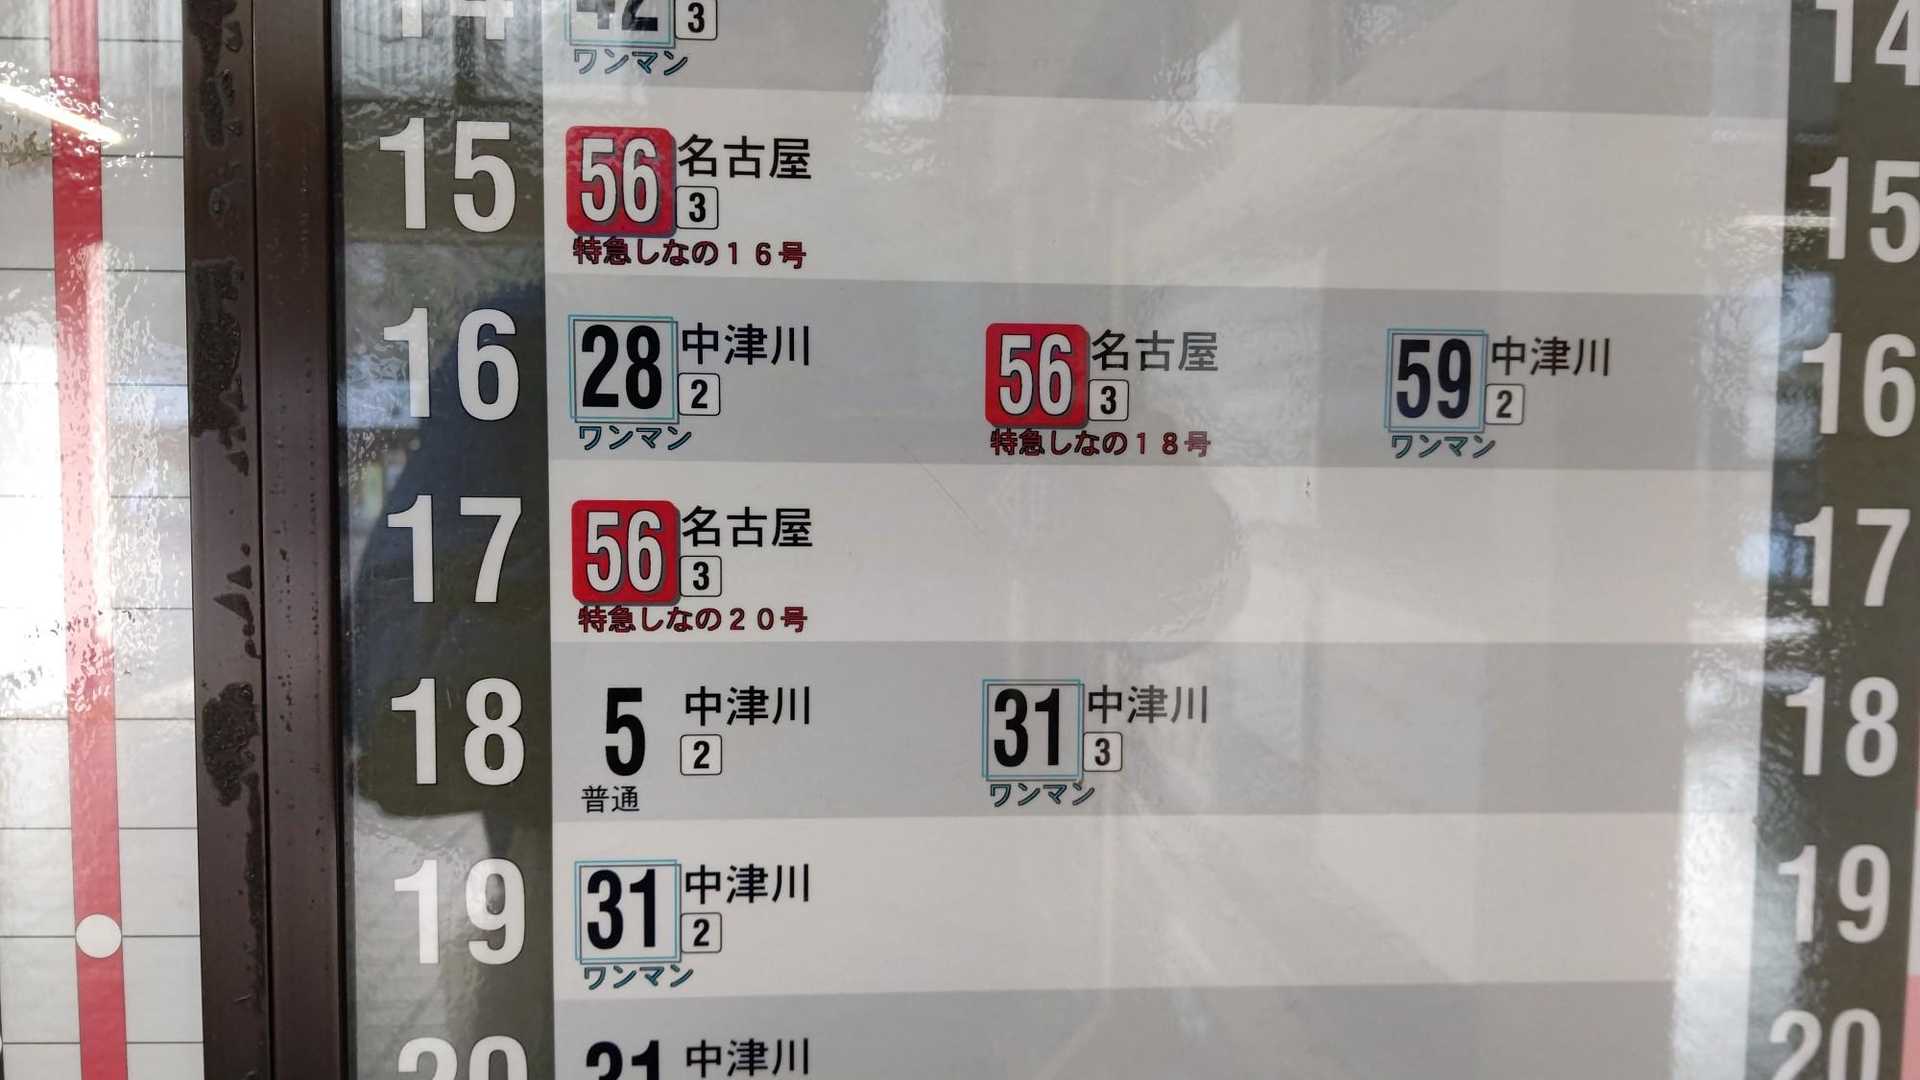 14 42 3 14
ワンマン
15 56 名古屋 3 15
特急しなの16号
16 28 中津川 2 56 名古屋 3 59 中津川 2 16
ワンマン 特急しなの18号 ワンマン
17 56 名古屋 3 17
特急しなの20号
18 5 中津川 2 31 中津川 3 18
普通 ワンマン
19 31 中津川 2 19
ワンマン
20 31 中津川 20